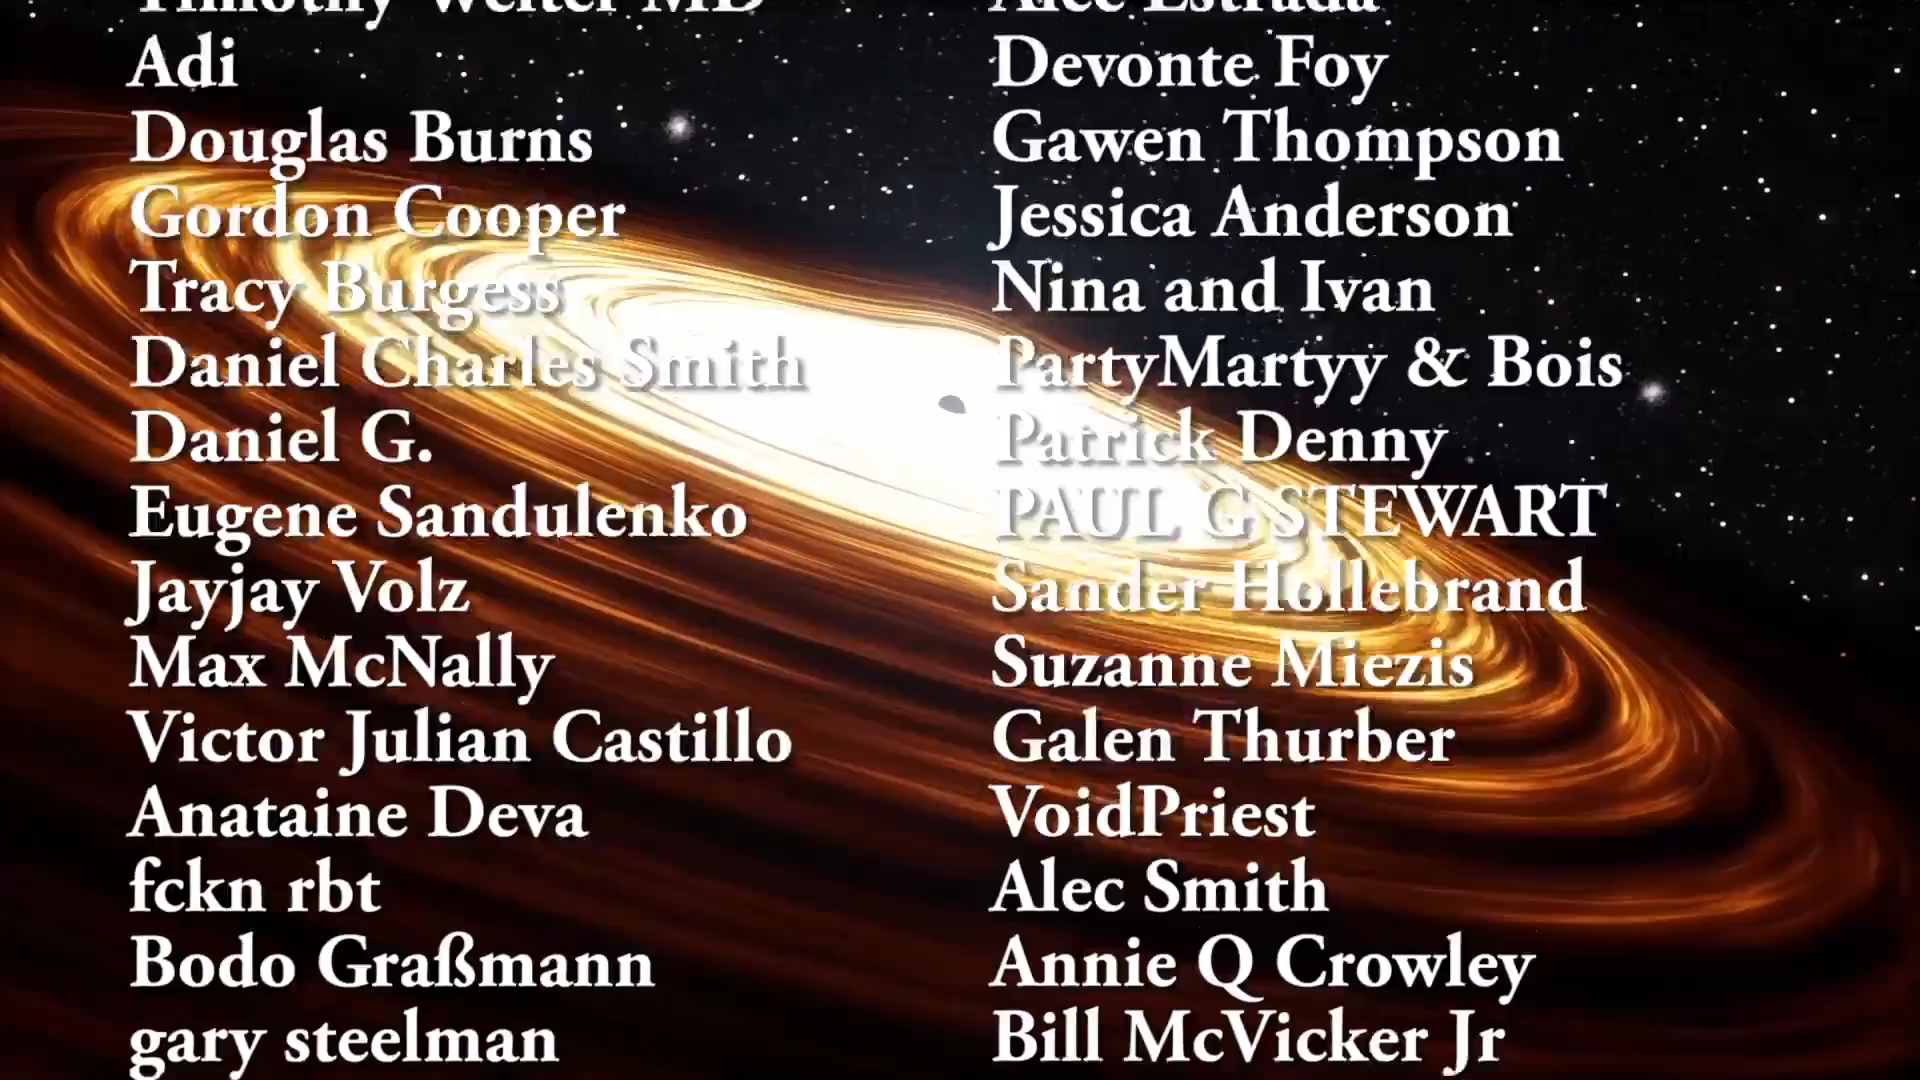 Adi
Douglas Burns
Gordon Cooper
Tracy Burgess
Daniel Charles Smith
Daniel G.
Eugene Sandulenko
Jayjay Volz
Max McNally
Victor Julian Castillo
Anataine Deva
fckn rbt
Bodo Graßmann
gary steelman
Devonte Foy
Gawen Thompson
Jessica Anderson
Nina and Ivan
PartyMartyy & Bois
Patrick Denny
PAUL G STEWART
Sander Hollebrand
Suzanne Miezis
Galen Thurber
VoidPriest
Alec Smith
Annie Q Crowley
Bill McVicker Jr